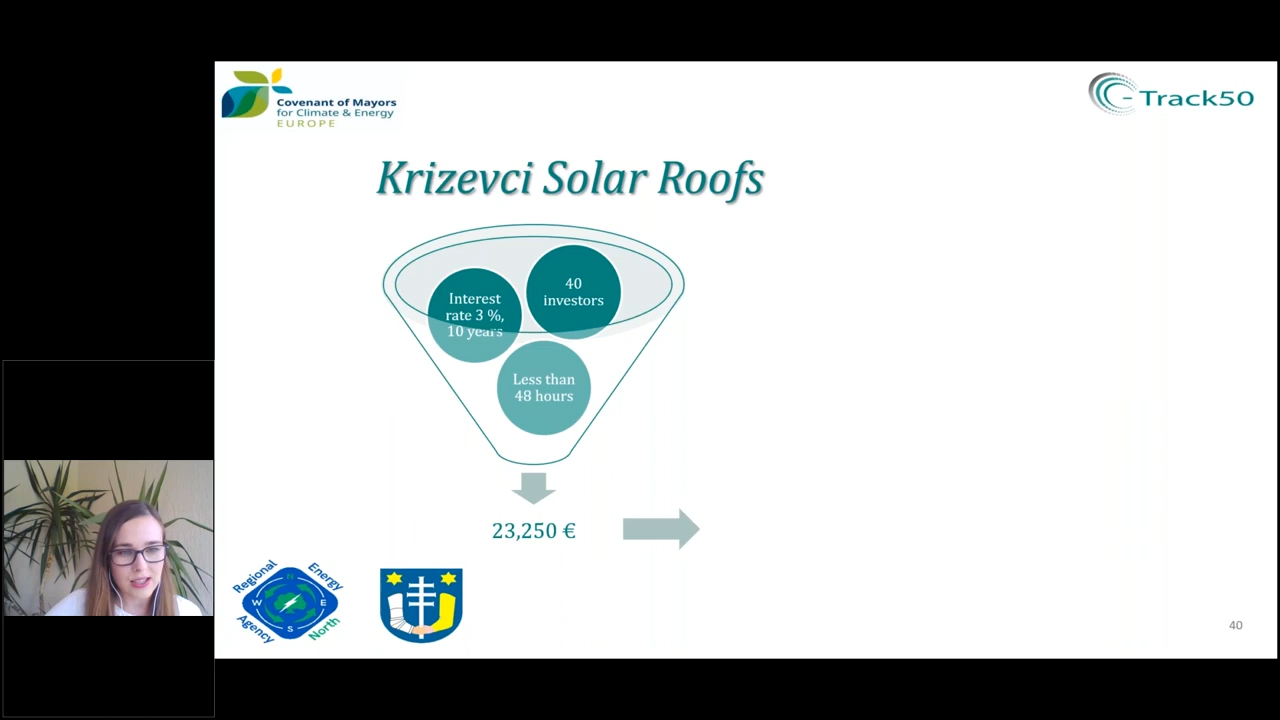 Covenant of Mayors
for Climate & Energy
EUROPE
C-Track50
Krizevci Solar Roofs
40
investors
Interest
rate 3 %,
10 years
Less than
48 hours
23,250 €
Regional
Energy
N
W
E
S
Agency
North
40